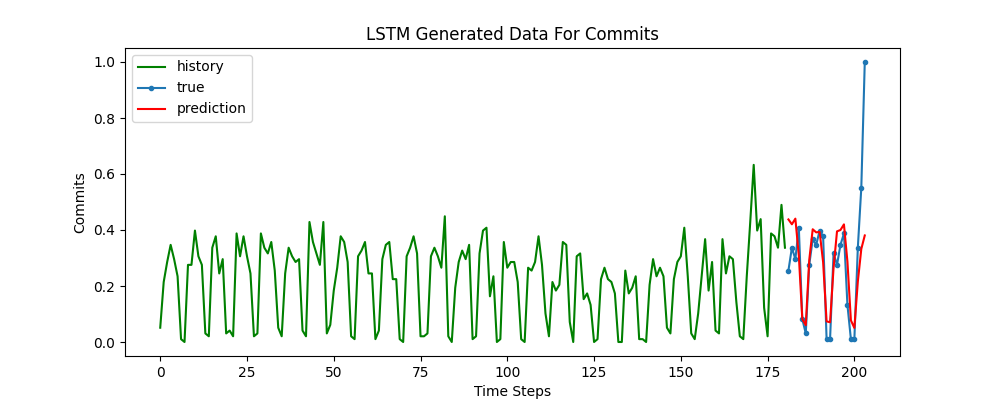 LSTM Generated Data For Commits
1.0
0.8
0.6
0.4
0.2
0.0
Commits
history
true
prediction
0 25 50 75 100 125 150 175 200
Time Steps